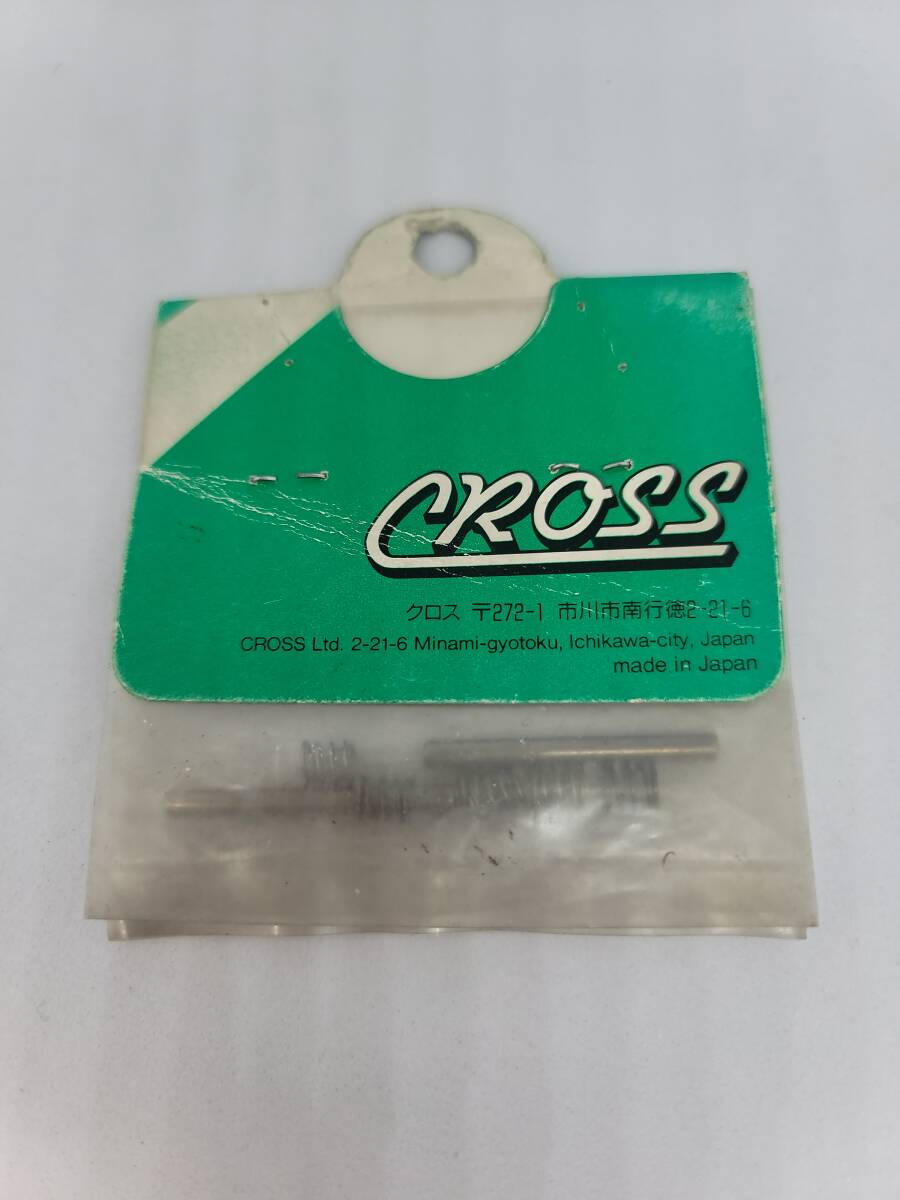 CROSS
クロス 〒272-1 市川市南行徳2-21-6
CROSS Ltd. 2-21-6 Minami-gyotoku, Ichikawa-city, Japan
made in Japan